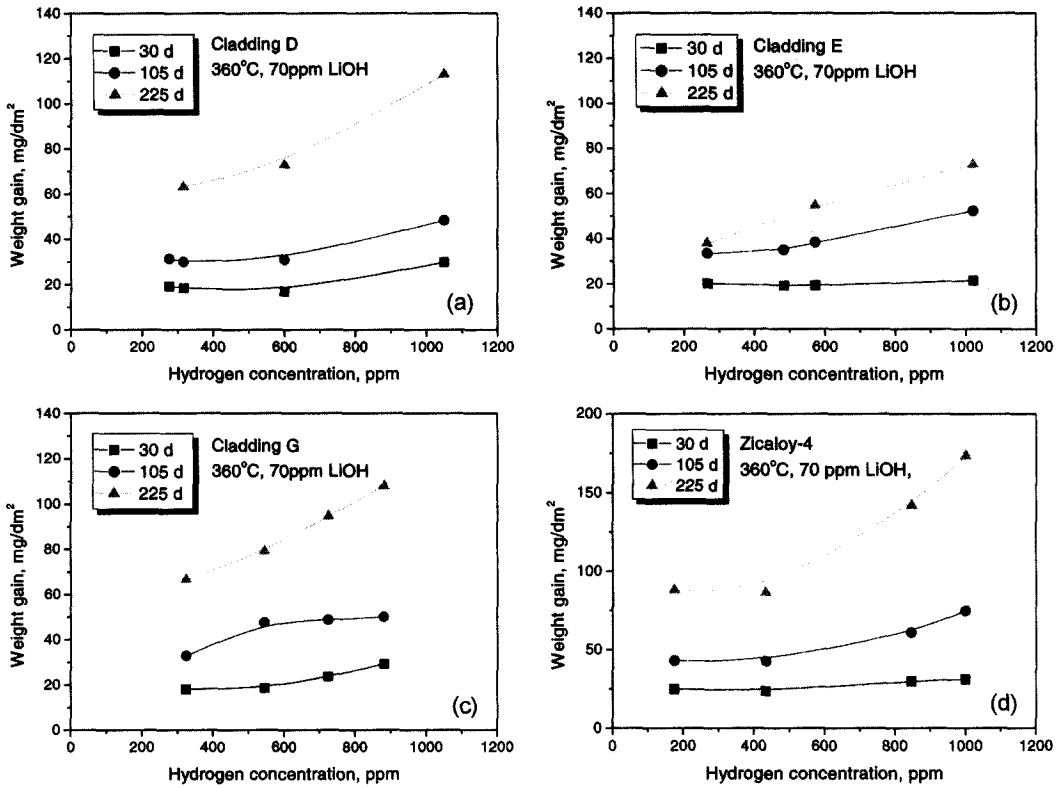 140
120
100
80
60
40
20
0
Weight gain, mg/dm²
30 d
105 d
225 d
Cladding D
360°C, 70ppm LiOH
(a)
0 200 400 600 800 1000 1200
Hydrogen concentration, ppm
140
120
100
80
60
40
20
0
Weight gain, mg/dm²
30 d
105 d
225 d
Cladding E
360°C, 70ppm LiOH
(b)
0 200 400 600 800 1000 1200
Hydrogen concentration, ppm
140
120
100
80
60
40
20
0
Weight gain, mg/dm²
30 d
105 d
225 d
Cladding G
360°C, 70ppm LiOH
(c)
0 200 400 600 800 1000 1200
Hydrogen concentration, ppm
200
150
100
50
0
Weight gain, mg/dm²
30 d
105 d
225 d
Zicaloy-4
360°C, 70 ppm LiOH,
(d)
0 200 400 600 800 1000 1200
Hydrogen concentration, ppm